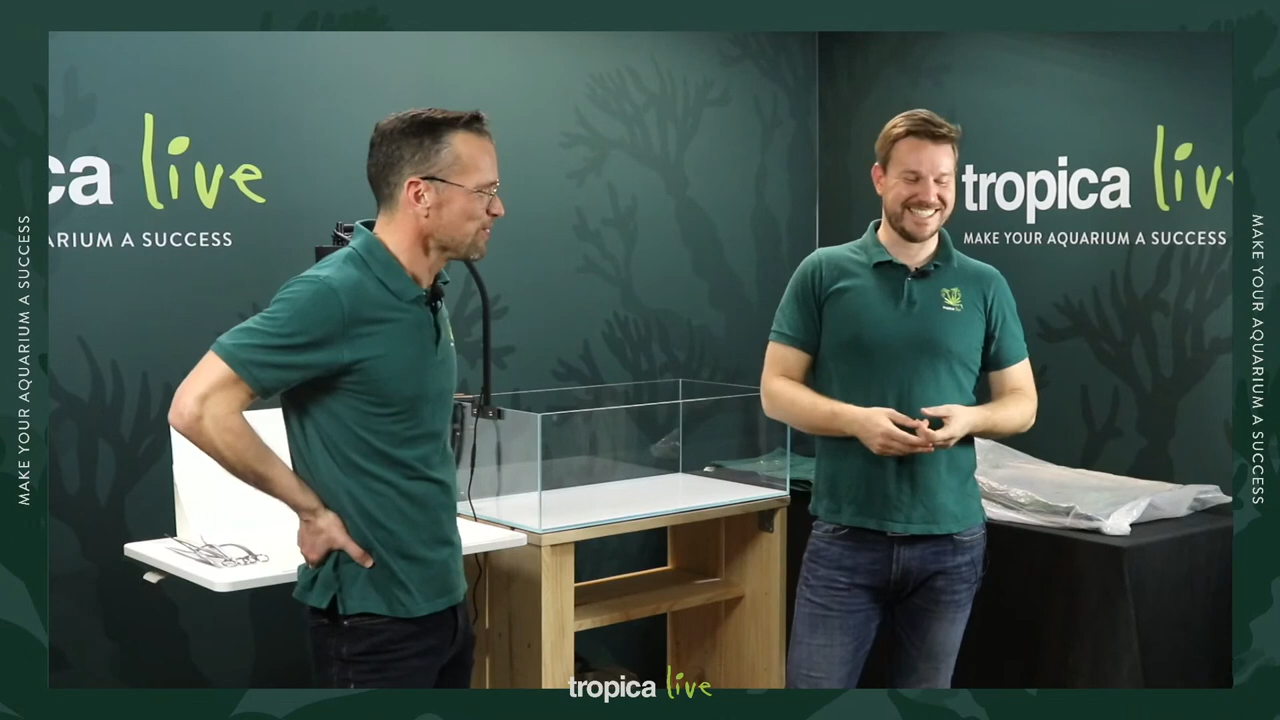 ca live
ARIUM A SUCCESS
tropica liv
MAKE YOUR AQUARIUM A SUCCESS
MAKE YOUR AQUARIUM A SUCCESS
MAKE YOUR AQUARIUM A SUCCESS
tropica live